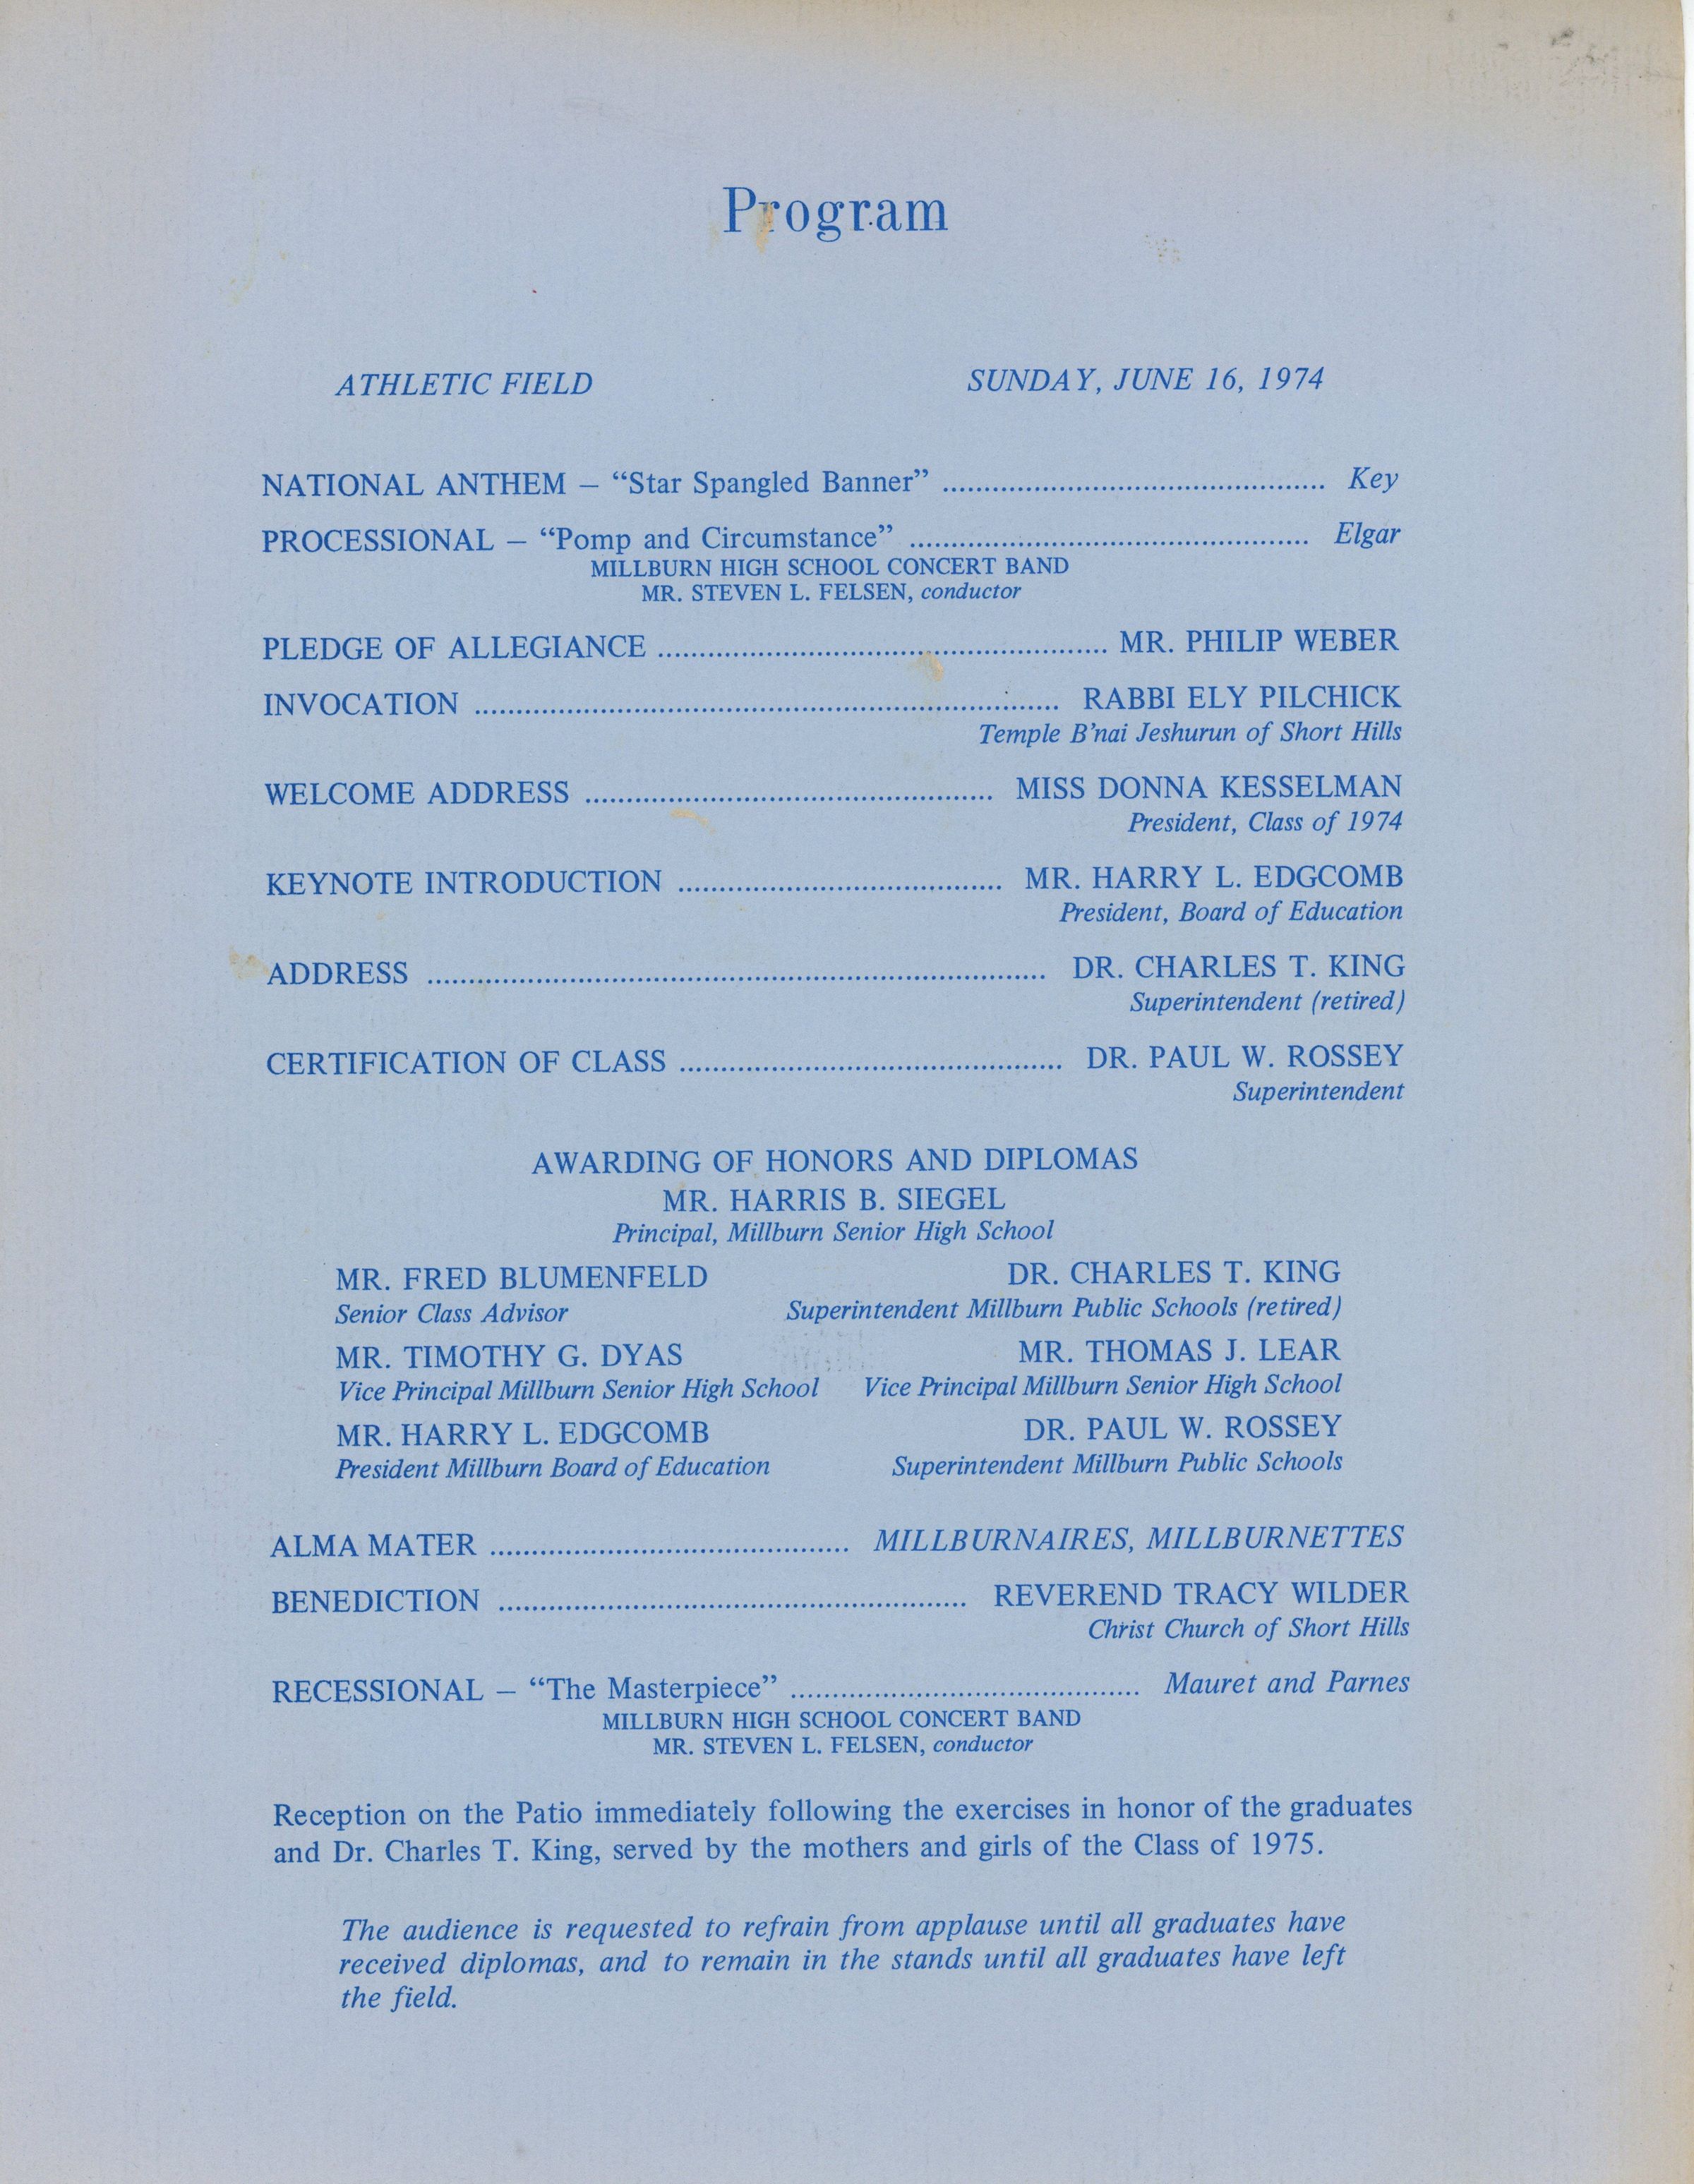 Program
ATHLETIC FIELD SUNDAY, JUNE 16, 1974
NATIONAL ANTHEM – “Star Spangled Banner” .............................................. Key
PROCESSIONAL – “Pomp and Circumstance” ................................................ Elgar
MILLBURN HIGH SCHOOL CONCERT BAND
MR. STEVEN L. FELSEN, conductor
PLEDGE OF ALLEGIANCE ...................................................... MR. PHILIP WEBER
INVOCATION ...................................................................... RABBI ELY PILCHICK
Temple B’nai Jeshurun of Short Hills
WELCOME ADDRESS ................................................. MISS DONNA KESSELMAN
President, Class of 1974
KEYNOTE INTRODUCTION ....................................... MR. HARRY L. EDGCOMB
President, Board of Education
ADDRESS .......................................................................... DR. CHARLES T. KING
Superintendent (retired)
CERTIFICATION OF CLASS .............................................. DR. PAUL W. ROSSEY
Superintendent
AWARDING OF HONORS AND DIPLOMAS
MR. HARRIS B. SIEGEL
Principal, Millburn Senior High School
MR. FRED BLUMENFELD DR. CHARLES T. KING
Senior Class Advisor Superintendent Millburn Public Schools (retired)
MR. TIMOTHY G. DYAS MR. THOMAS J. LEAR
Vice Principal Millburn Senior High School Vice Principal Millburn Senior High School
MR. HARRY L. EDGCOMB DR. PAUL W. ROSSEY
President Millburn Board of Education Superintendent Millburn Public Schools
ALMA MATER ........................................... MILLBURNAIRES, MILLBURNETTES
BENEDICTION ........................................................ REVEREND TRACY WILDER
Christ Church of Short Hills
RECESSIONAL – “The Masterpiece” .......................................... Mauret and Parnes
MILLBURN HIGH SCHOOL CONCERT BAND
MR. STEVEN L. FELSEN, conductor
Reception on the Patio immediately following the exercises in honor of the graduates
and Dr. Charles T. King, served by the mothers and girls of the Class of 1975.
The audience is requested to refrain from applause until all graduates have
received diplomas, and to remain in the stands until all graduates have left
the field.